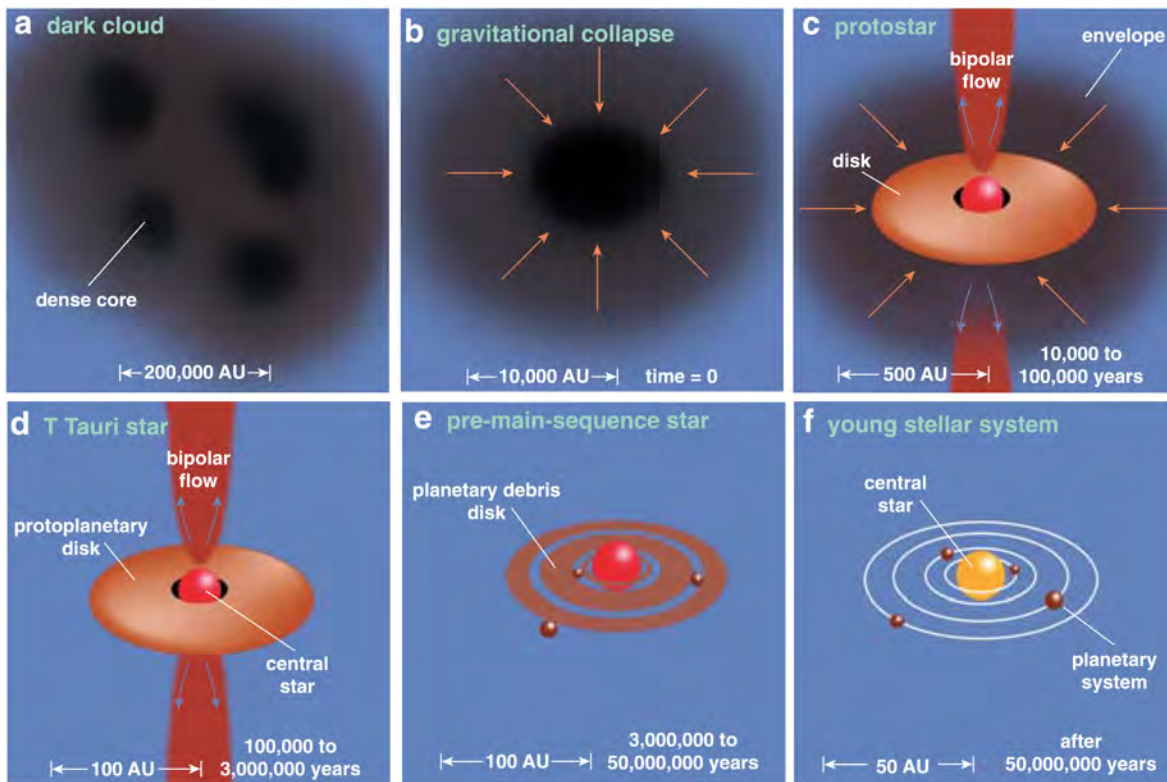 a dark cloud
dense core
200,000 AU
b gravitational collapse
10,000 AU time = 0
c protostar
envelope
bipolar
flow
disk
500 AU
10,000 to
100,000 years
d T Tauri star
bipolar
flow
protoplanetary
disk
central
star
100 AU
100,000 to
3,000,000 years
e pre-main-sequence star
planetary debris
disk
100 AU
3,000,000 to
50,000,000 years
f young stellar system
central
star
planetary
system
50 AU
after
50,000,000 years